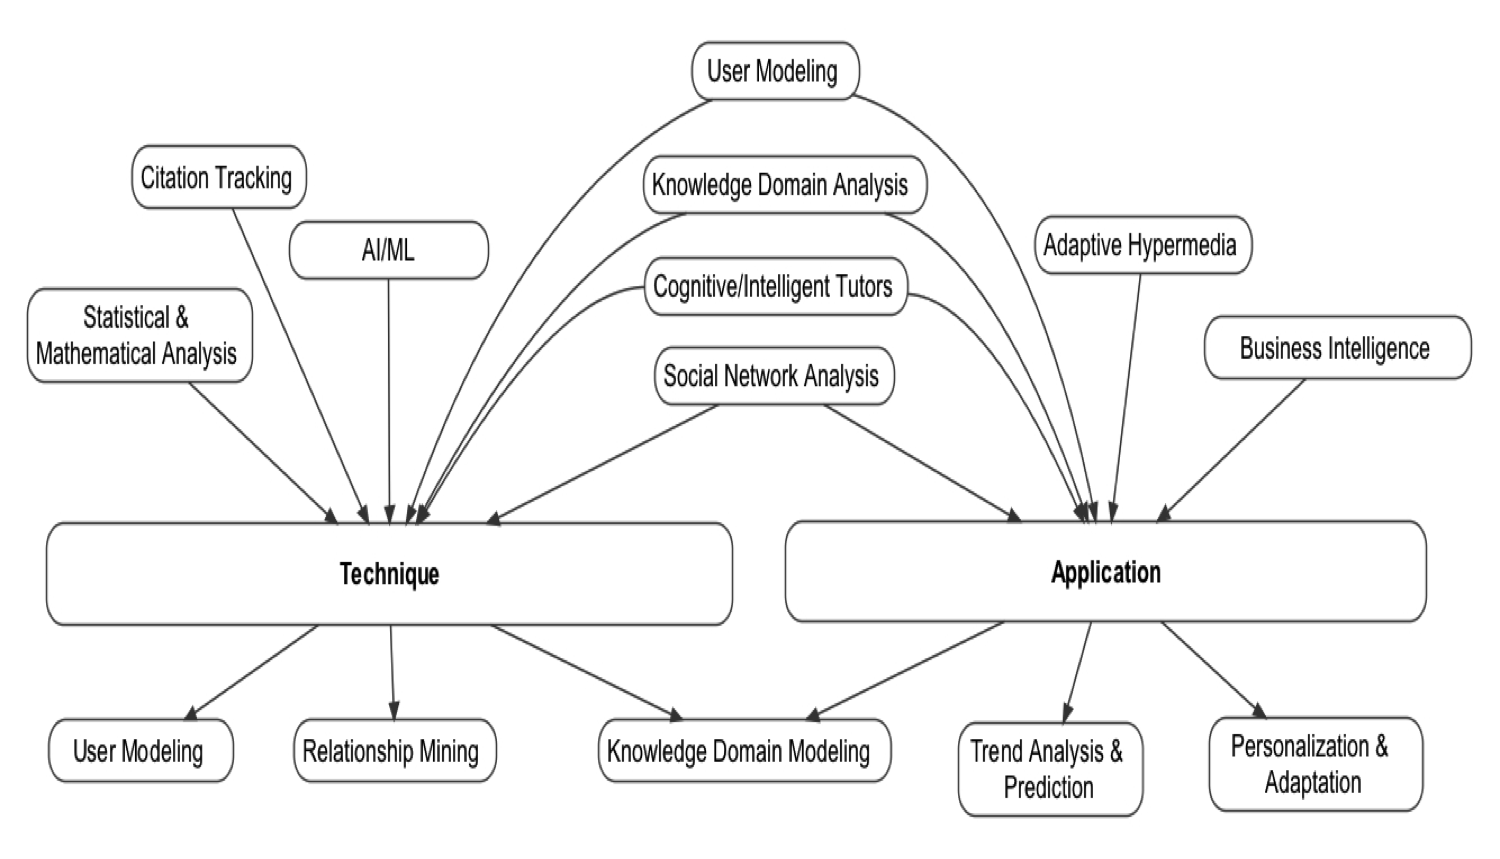 User Modeling
Citation Tracking
Knowledge Domain Analysis
AI/ML
Adaptive Hypermedia
Cognitive/Intelligent Tutors
Statistical &
Mathematical Analysis
Business Intelligence
Social Network Analysis
Technique
Application
User Modeling
Relationship Mining
Knowledge Domain Modeling
Trend Analysis &
Prediction
Personalization &
Adaptation